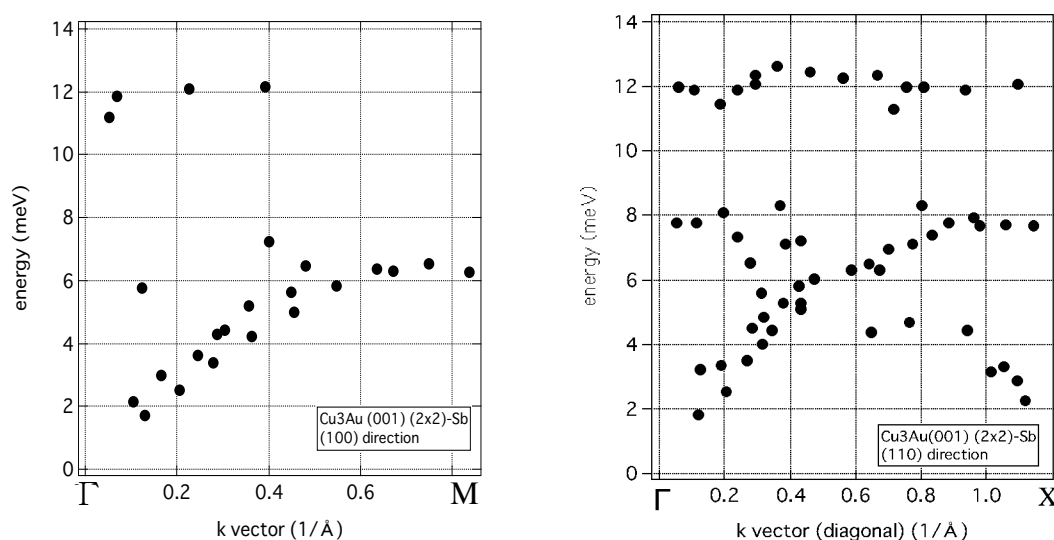 14
12
10
8
6
4
2
0
energy (meV)
Cu3Au (001) (2x2)-Sb
(100) direction
Γ
0.2
0.4
0.6
M
k vector (1/Å)
14
12
10
8
6
4
2
0
energy (meV)
Cu3Au(001) (2x2)-Sb
(110) direction
Γ
0.2
0.4
0.6
0.8
1.0
X
k vector (diagonal) (1/Å)